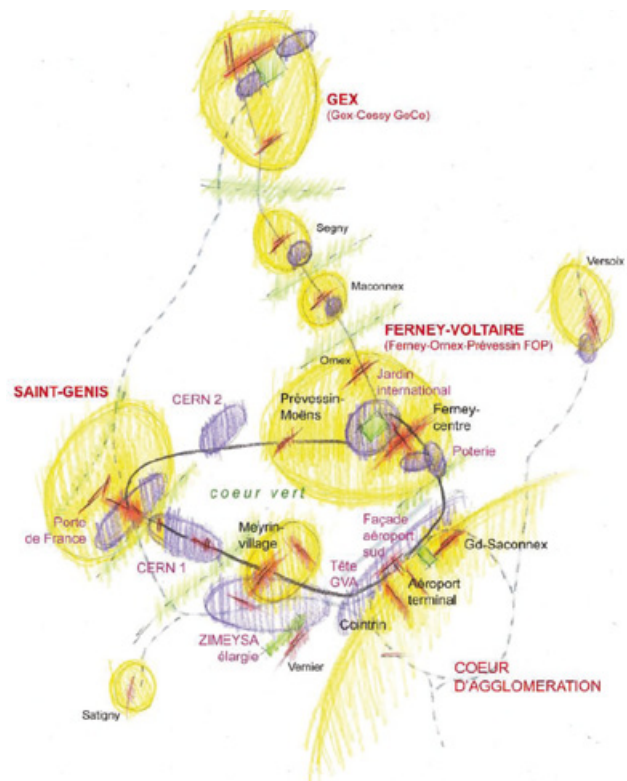 GEX
(Gex-Cessy GeCe)
Segny
Versoix
Maconnex
FERNEY-VOLTAIRE
(Ferney-Ornex-Prévessin FOP)
Ornex
Jardin
international
SAINT-GENIS
CERN 2
Prévessin-
Moëns
Ferney-
centre
Poterie
coeur vert
Porte
de France
Meyrin-
village
Façade
aéroport
sud
Gd-Saconnex
CERN 1
Tête
GVA
Aéroport
terminal
Cointrin
ZIMEYSA
élargie
Vernier
COEUR
D'AGGLOMERATION
Satigny